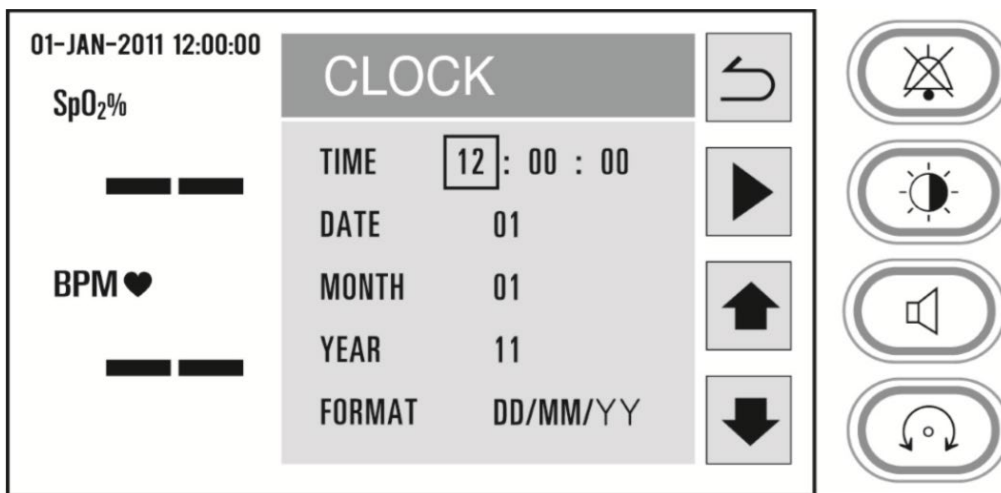 01-JAN-2011 12:00:00
SpO₂%
BPM
CLOCK
TIME 12 : 00 : 00
DATE 01
MONTH 01
YEAR 11
FORMAT DD/MM/YY